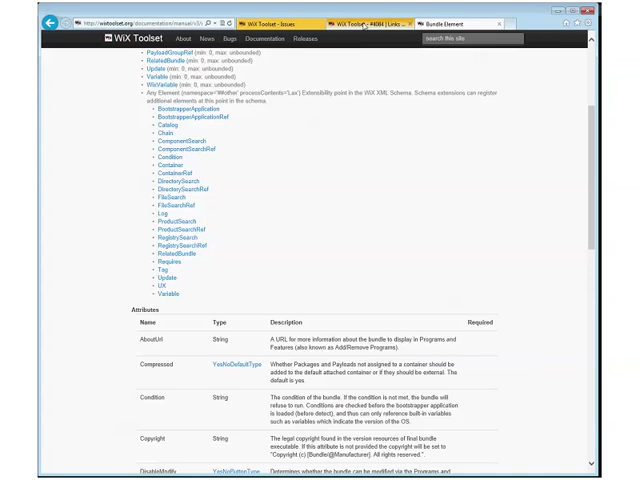 http://wixtoolset.org/documentation/manual/v3/
WiX Toolset - Issues
WiX Toolset - #4084 | Links ...
Bundle Element
WiX Toolset
About
News
Bugs
Documentation
Releases
search this site
PayloadGroupRef (min: 0, max: unbounded)
RelatedBundle (min: 0, max: unbounded)
Update (min: 0, max: unbounded)
Variable (min: 0, max: unbounded)
WixVariable (min: 0, max: unbounded)
Any Element (namespace='##other' processContents='Lax') Extensibility point in the WiX XML Schema. Schema extensions can register
additional elements at this point in the schema.
BootstrapperApplication
BootstrapperApplicationRef
Catalog
Chain
ComponentSearch
ComponentSearchRef
Condition
Container
ContainerRef
DirectorySearch
DirectorySearchRef
FileSearch
FileSearchRef
Log
ProductSearch
ProductSearchRef
RegistrySearch
RegistrySearchRef
RelatedBundle
Requires
Tag
Update
UX
Variable
Attributes
Name Type Description Required
AboutUrl String A URL for more information about the bundle to display in Programs and
Features (also known as Add/Remove Programs).
Compressed YesNoDefaultType Whether Packages and Payloads not assigned to a container should be
added to the default attached container or if they should be external. The
default is yes.
Condition String The condition of the bundle. If the condition is not met, the bundle will
refuse to run. Conditions are checked before the bootstrapper application
is loaded (before detect), and thus can only reference built-in variables
such as variables which indicate the version of the OS.
Copyright String The legal copyright found in the version resources of final bundle
executable. If this attribute is not provided the copyright will be set to
"Copyright (c) [Bundle/@Manufacturer]. All rights reserved.".
DisableModify YesNoButtonType Determines whether the bundle can be modified via the Programs and